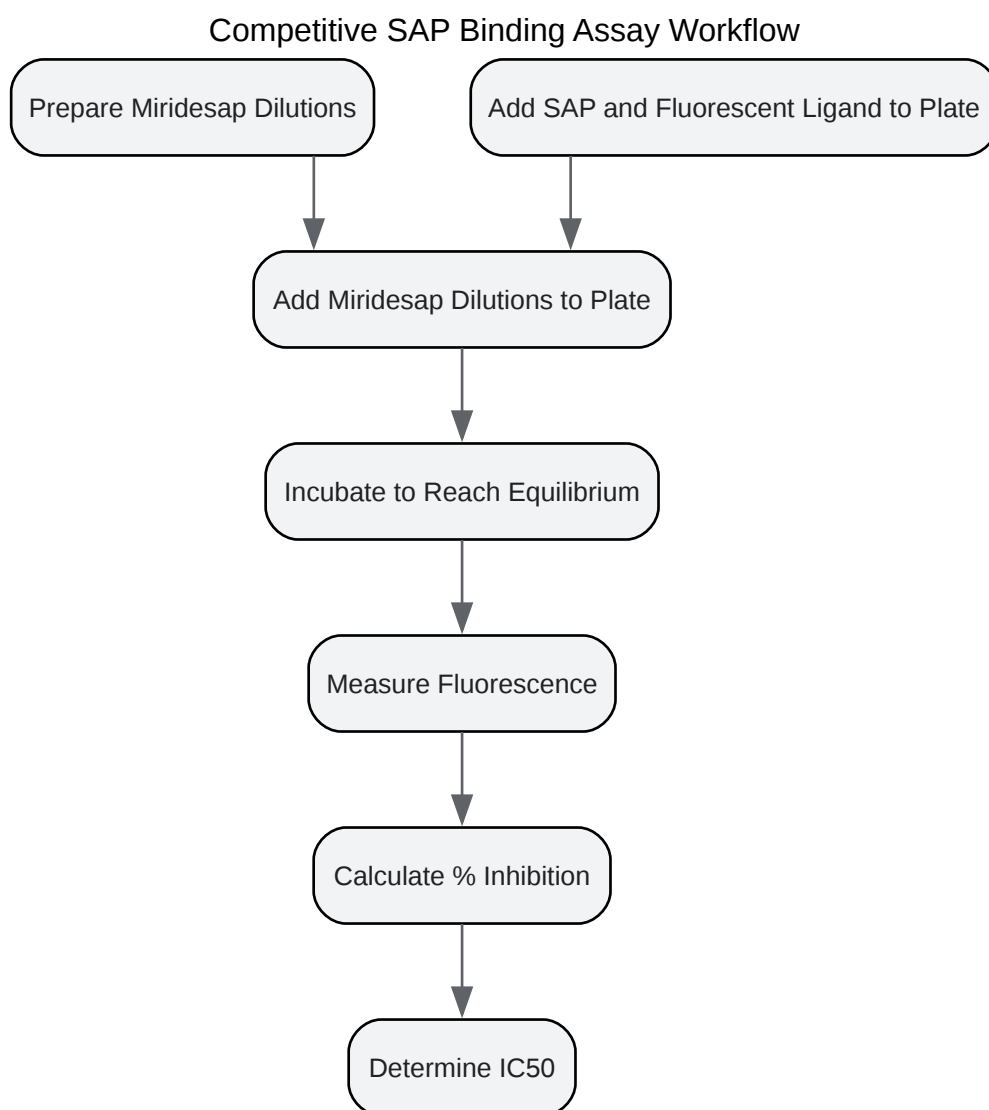 Competitive SAP Binding Assay Workflow
Prepare Miridesap Dilutions
Add SAP and Fluorescent Ligand to Plate
Add Miridesap Dilutions to Plate
Incubate to Reach Equilibrium
Measure Fluorescence
Calculate % Inhibition
Determine IC50